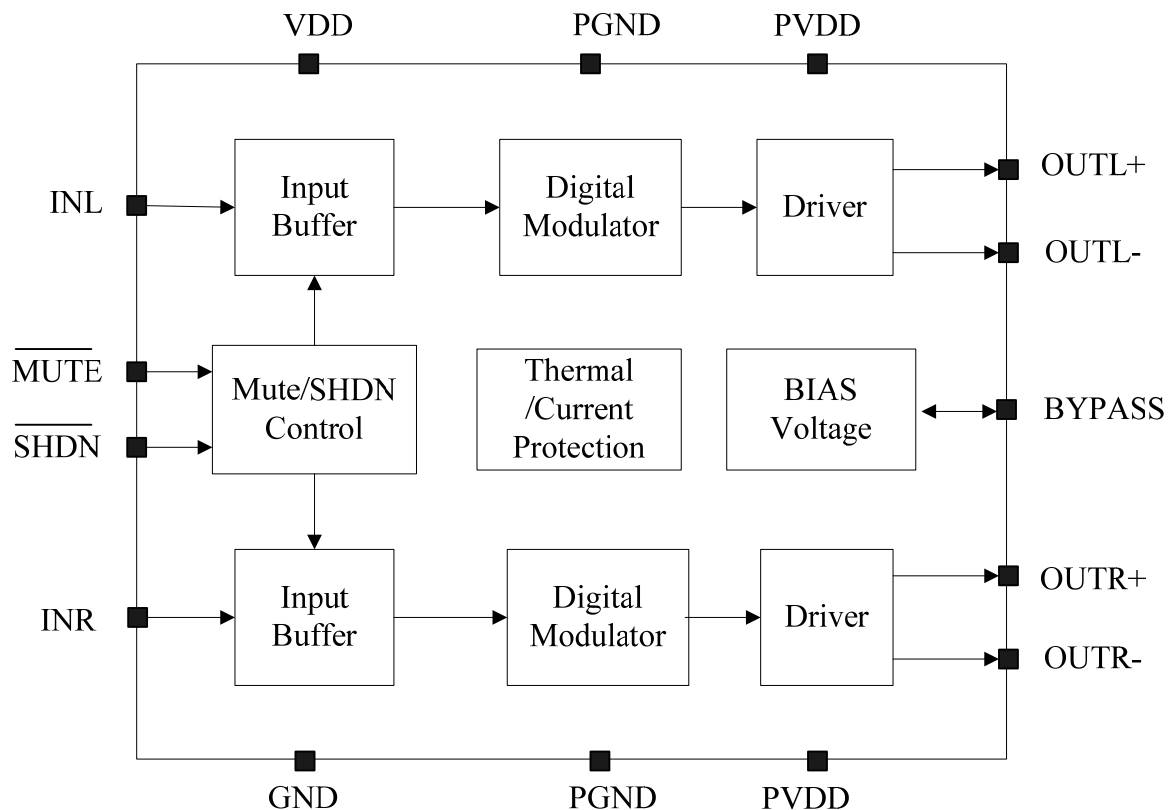 VDD
PGND
PVDD
INL
Input
Buffer
Digital
Modulator
Driver
OUTL+
OUTL-
MUTE
SHDN
Mute/SHDN
Control
Thermal
/Current
Protection
BIAS
Voltage
BYPASS
INR
Input
Buffer
Digital
Modulator
Driver
OUTR+
OUTR-
GND
PGND
PVDD